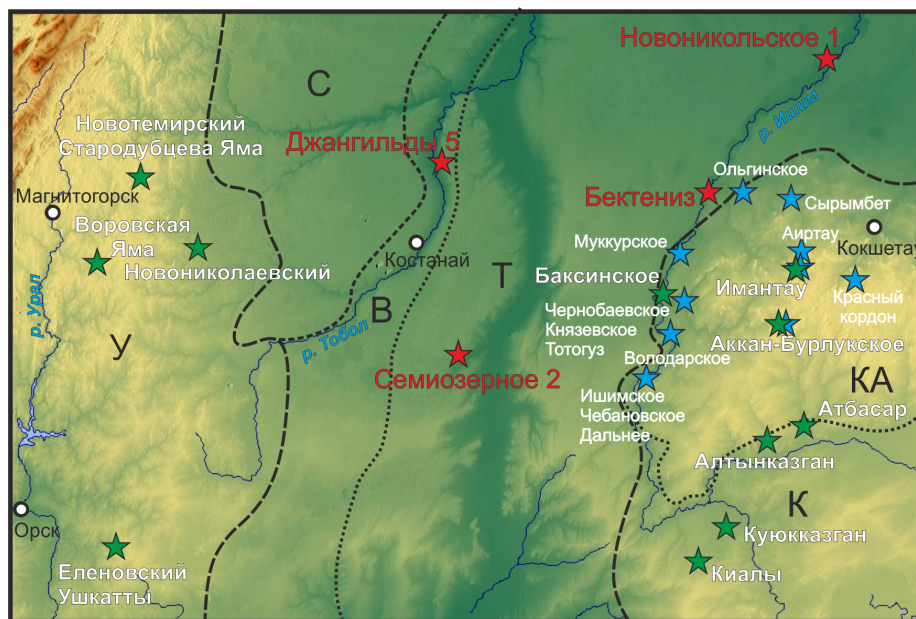 Новоникольское 1
С
р. Ишим
Новотемирский
Стародубцева Яма
Джангильды 5
Ольгинское
Магнитогорск
Бектениз
Сырымбет
Воровская
Яма
Аиртау
Кокшетау
Новониколаевский
Костанай
Муккурское
Т
Баксинское
Имантау
Красный
кордон
р. Урал
В
Чернобаевское
Князевское
Тотогуз
У
р. Тобол
Аккан-Бурлукское
Володарское
Семиозерное 2
КА
Ишимское
Чебановское
Дальнее
Атбасар
Алтынказган
К
Орск
Куюкказган
Еленовский
Ушкатты
Киалы